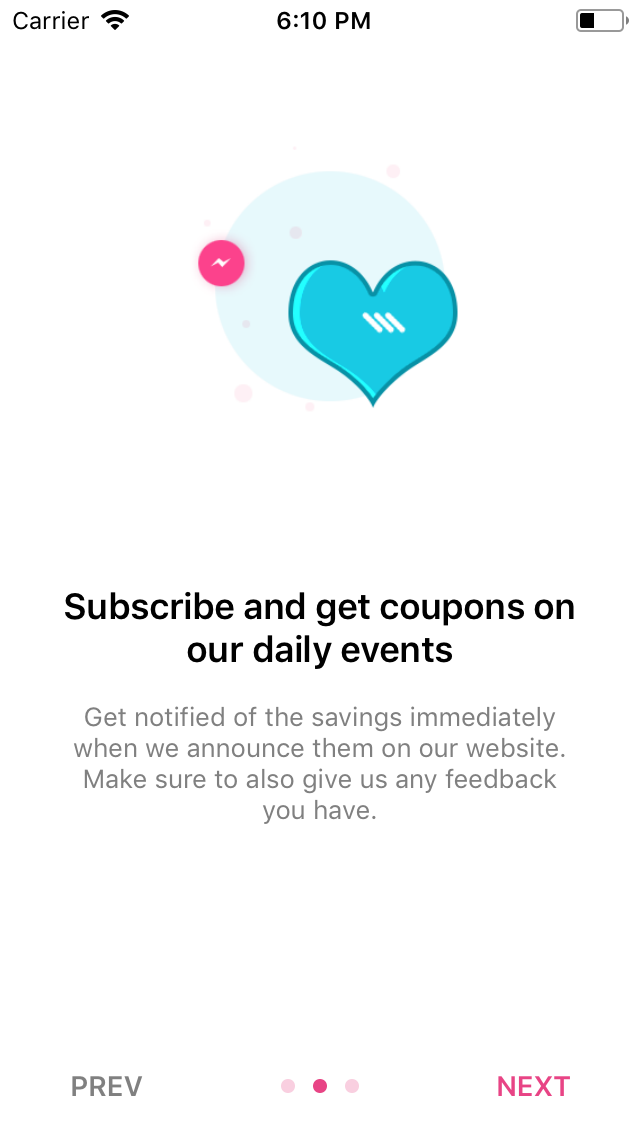 Carrier 6:10 PM
Subscribe and get coupons on
our daily events
Get notified of the savings immediately
when we announce them on our website.
Make sure to also give us any feedback
you have.
PREV NEXT